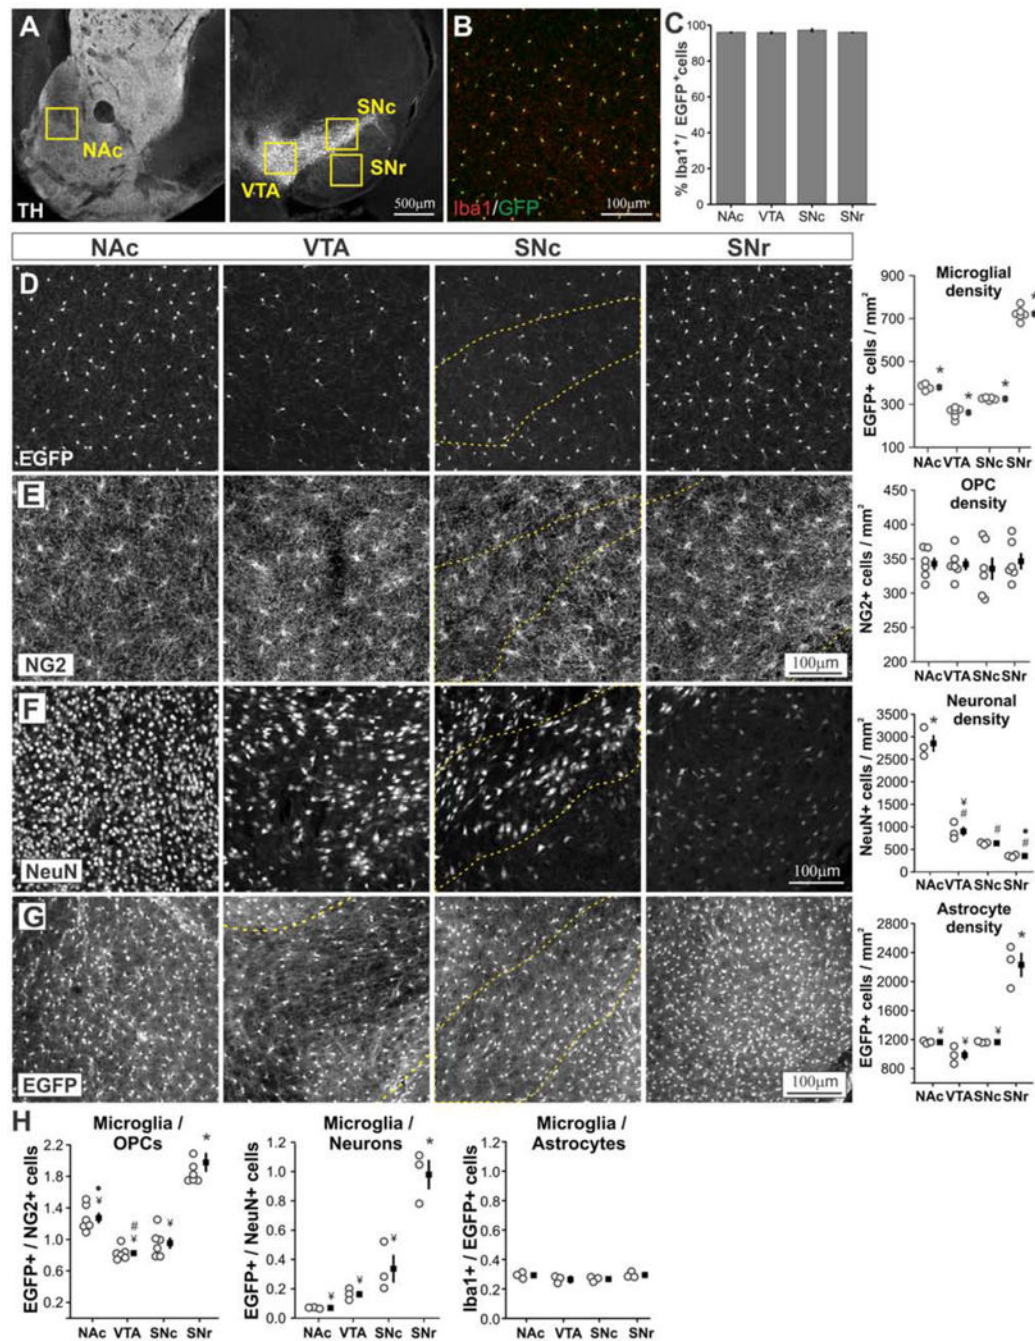 A
NAc
TH
SNc
SNr
VTA
500µm
B
Iba1/GFP
100µm
C
% Iba1+/ EGFP+cells
100
80
60
40
20
0
NAc VTA SNc SNr
NAc VTA SNc SNr
D
EGFP
Microglial
density
EGFP+ cells / mm²
900
700
500
300
100
* * * *
NAc VTA SNc SNr
E
NG2
100µm
OPC
density
NG2+ cells / mm²
450
400
350
300
250
200
NAc VTA SNc SNr
F
NeuN
100µm
Neuronal
density
NeuN+ cells / mm²
3500
3000
2500
2000
1500
1000
500
0
*
¥
#
#
•
#
NAc VTA SNc SNr
G
EGFP
100µm
Astrocyte
density
EGFP+ cells / mm²
2800
2400
2000
1600
1200
800
*
¥ ¥ ¥
NAc VTA SNc SNr
H
Microglia /
OPCs
EGFP+ / NG2+ cells
2.2
1.8
1.4
1.0
0.6
0.2
•
¥
#
¥
¥
*
NAc VTA SNc SNr
Microglia /
Neurons
EGFP+ / NeuN+ cells
1.2
1.0
0.8
0.6
0.4
0.2
0.0
¥ ¥ ¥ *
NAc VTA SNc SNr
Microglia /
Astrocytes
Iba1+ / EGFP+ cells
1.2
1.0
0.8
0.6
0.4
0.2
0.0
NAc VTA SNc SNr